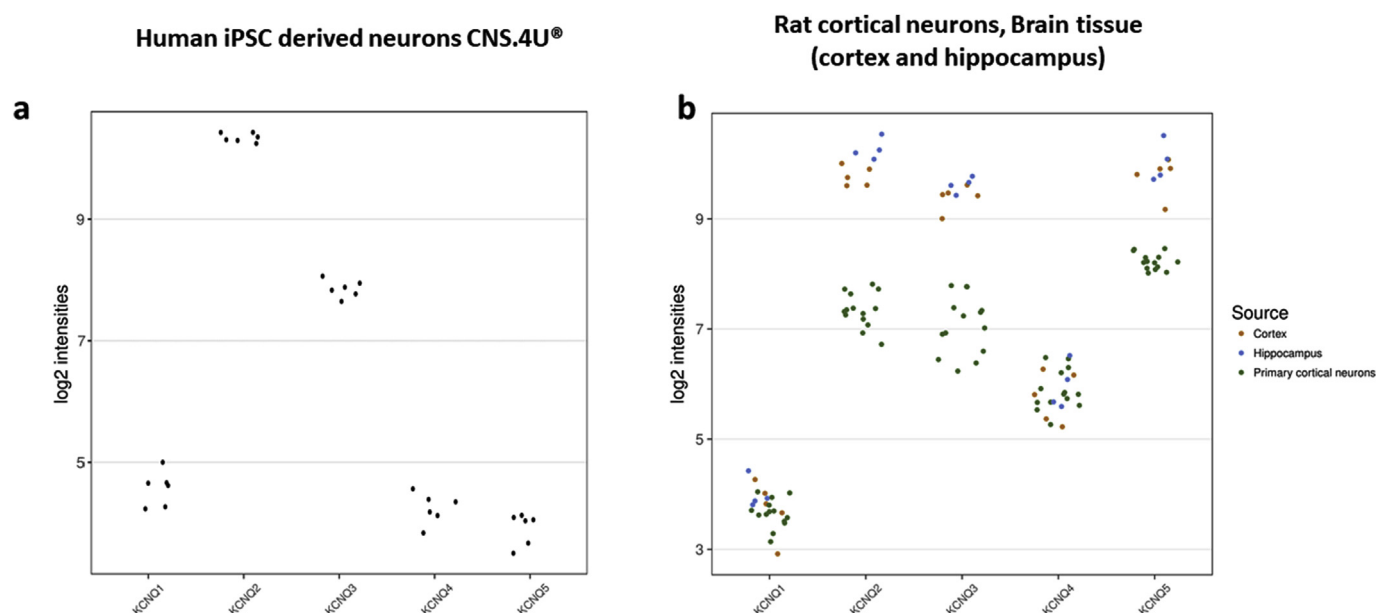 Human iPSC derived neurons CNS.4U®
Rat cortical neurons, Brain tissue
(cortex and hippocampus)
a
log2 intensities
9
7
5
KCNQ1
KCNQ2
KCNQ3
KCNQ4
KCNQ5
b
log2 intensities
9
7
5
3
KCNQ1
KCNQ2
KCNQ3
KCNQ4
KCNQ5
Source
Cortex
Hippocampus
Primary cortical neurons